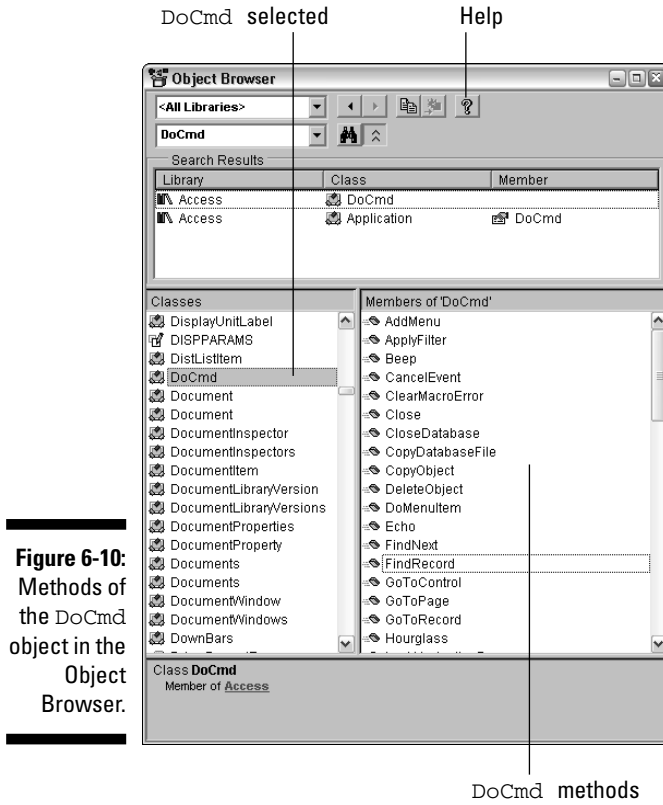 DoCmd selected
Help
Object Browser
<All Libraries>
DoCmd
Search Results
Library Class Member
Access DoCmd
Access Application DoCmd
Classes
DisplayUnitLabel
DISPPARAMS
DistListItem
DoCmd
Document
Document
DocumentInspector
DocumentInspectors
DocumentItem
DocumentLibraryVersion
DocumentLibraryVersions
DocumentProperties
DocumentProperty
Documents
Documents
DocumentWindow
DocumentWindows
DownBars
Members of 'DoCmd'
AddMenu
ApplyFilter
Beep
CancelEvent
ClearMacroError
Close
CloseDatabase
CopyDatabaseFile
CopyObject
DeleteObject
DoMenuItem
Echo
FindNext
FindRecord
GoToControl
GoToPage
GoToRecord
Hourglass
Class DoCmd
Member of Access
Figure 6-10:
Methods of
the DoCmd
object in the
Object
Browser.
DoCmd methods